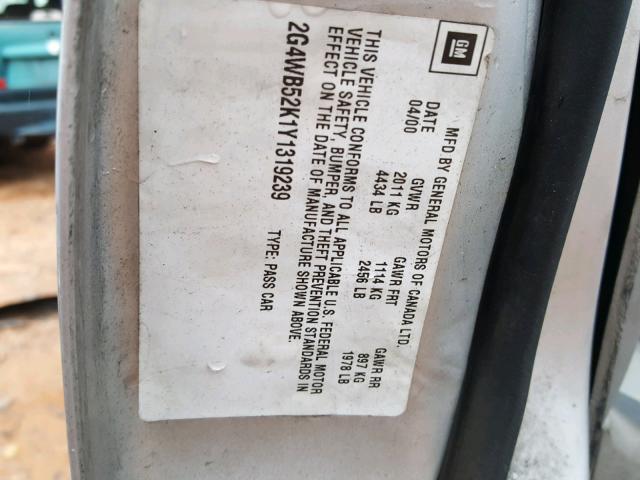 GM
MFD BY GENERAL MOTORS OF CANADA LTD.
DATE GVWR GAWR FRT GAWR RR
04/00 2011 KG 1114 KG 897 KG
4434 LB 2456 LB 1978 LB
THIS VEHICLE CONFORMS TO ALL APPLICABLE U.S. FEDERAL MOTOR
VEHICLE SAFETY, BUMPER, AND THEFT PREVENTION STANDARDS IN
EFFECT ON THE DATE OF MANUFACTURE SHOWN ABOVE.
2G4WB52K1Y1319239 TYPE: PASS CAR